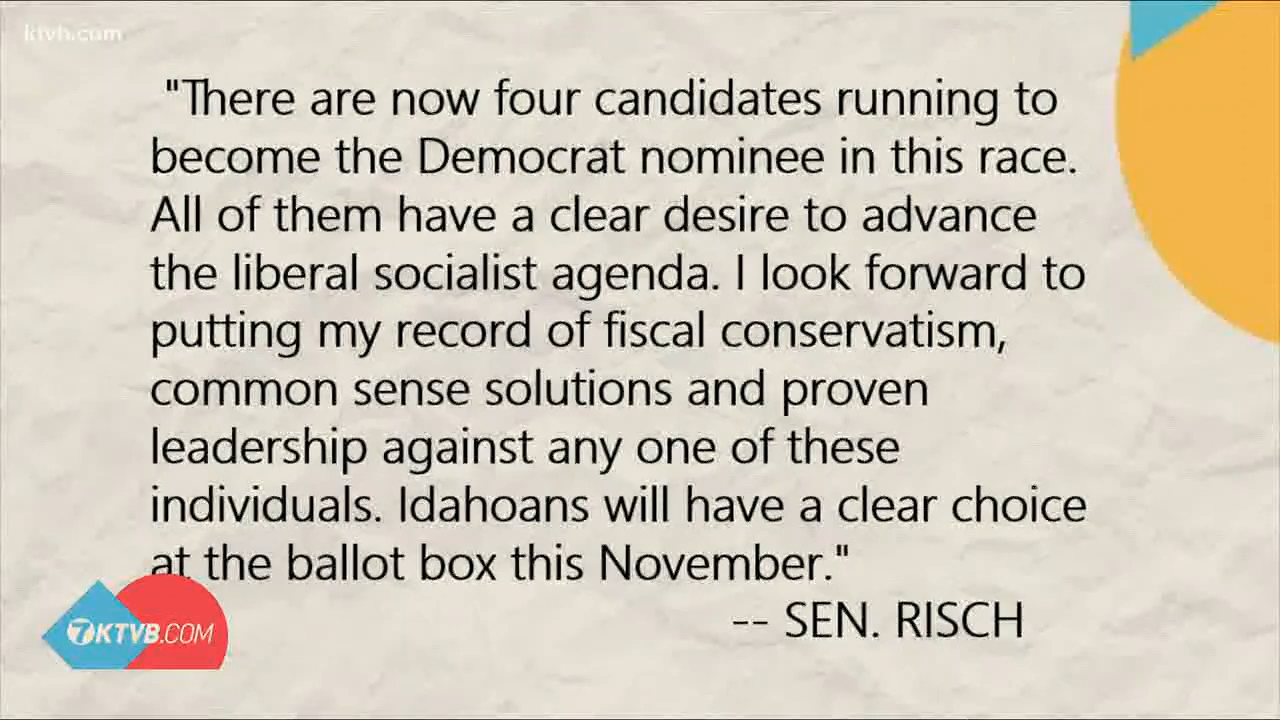 ktvb.com
"There are now four candidates running to
become the Democrat nominee in this race.
All of them have a clear desire to advance
the liberal socialist agenda. I look forward to
putting my record of fiscal conservatism,
common sense solutions and proven
leadership against any one of these
individuals. Idahoans will have a clear choice
at the ballot box this November."
-- SEN. RISCH
7KTVB.COM